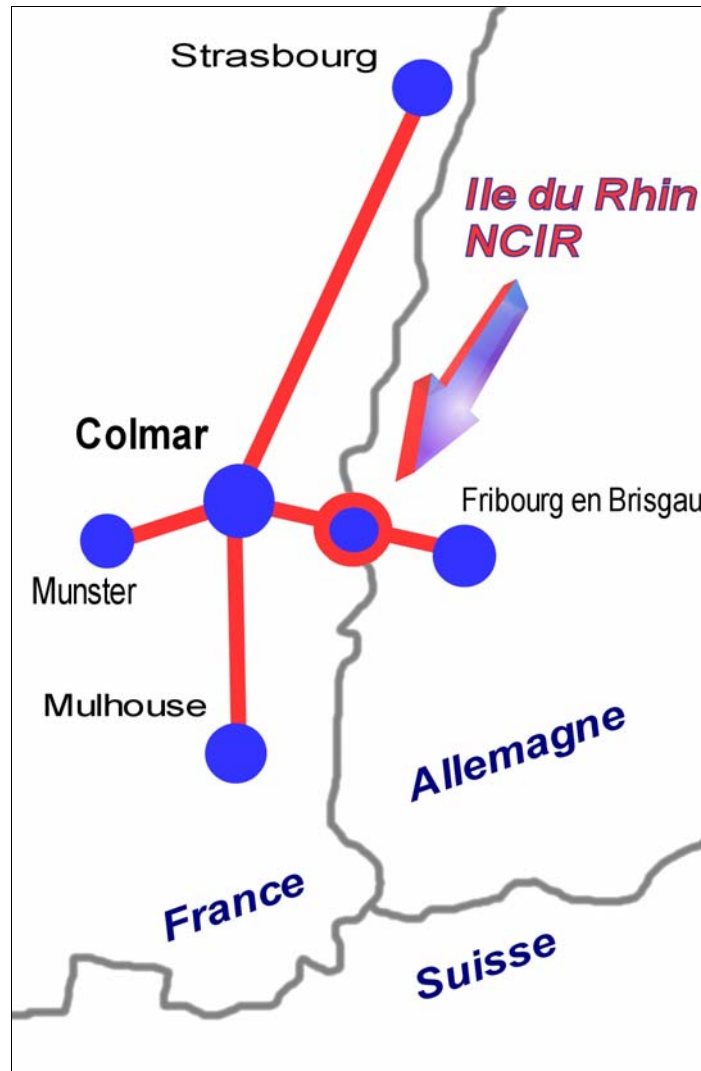 Strasbourg
Ile du Rhin
NCIR
Colmar
Fribourg en Brisgau
Munster
Mulhouse
Allemagne
France
Suisse